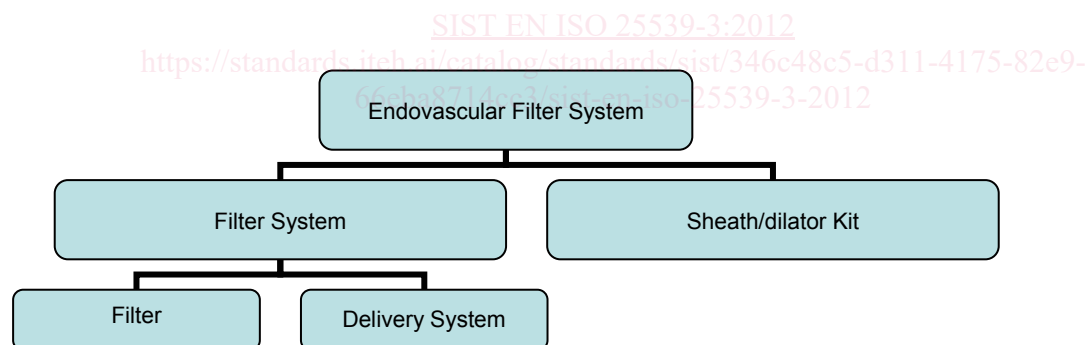 SIST EN ISO 25539-3:2012
https://standards.iteh.ai/catalog/standards/sist/346c48c5-d311-4175-82e9-
66eba8714cc3/sist-en-iso-25539-3-2012
Endovascular Filter System
Filter System
Sheath/dilator Kit
Filter
Delivery System